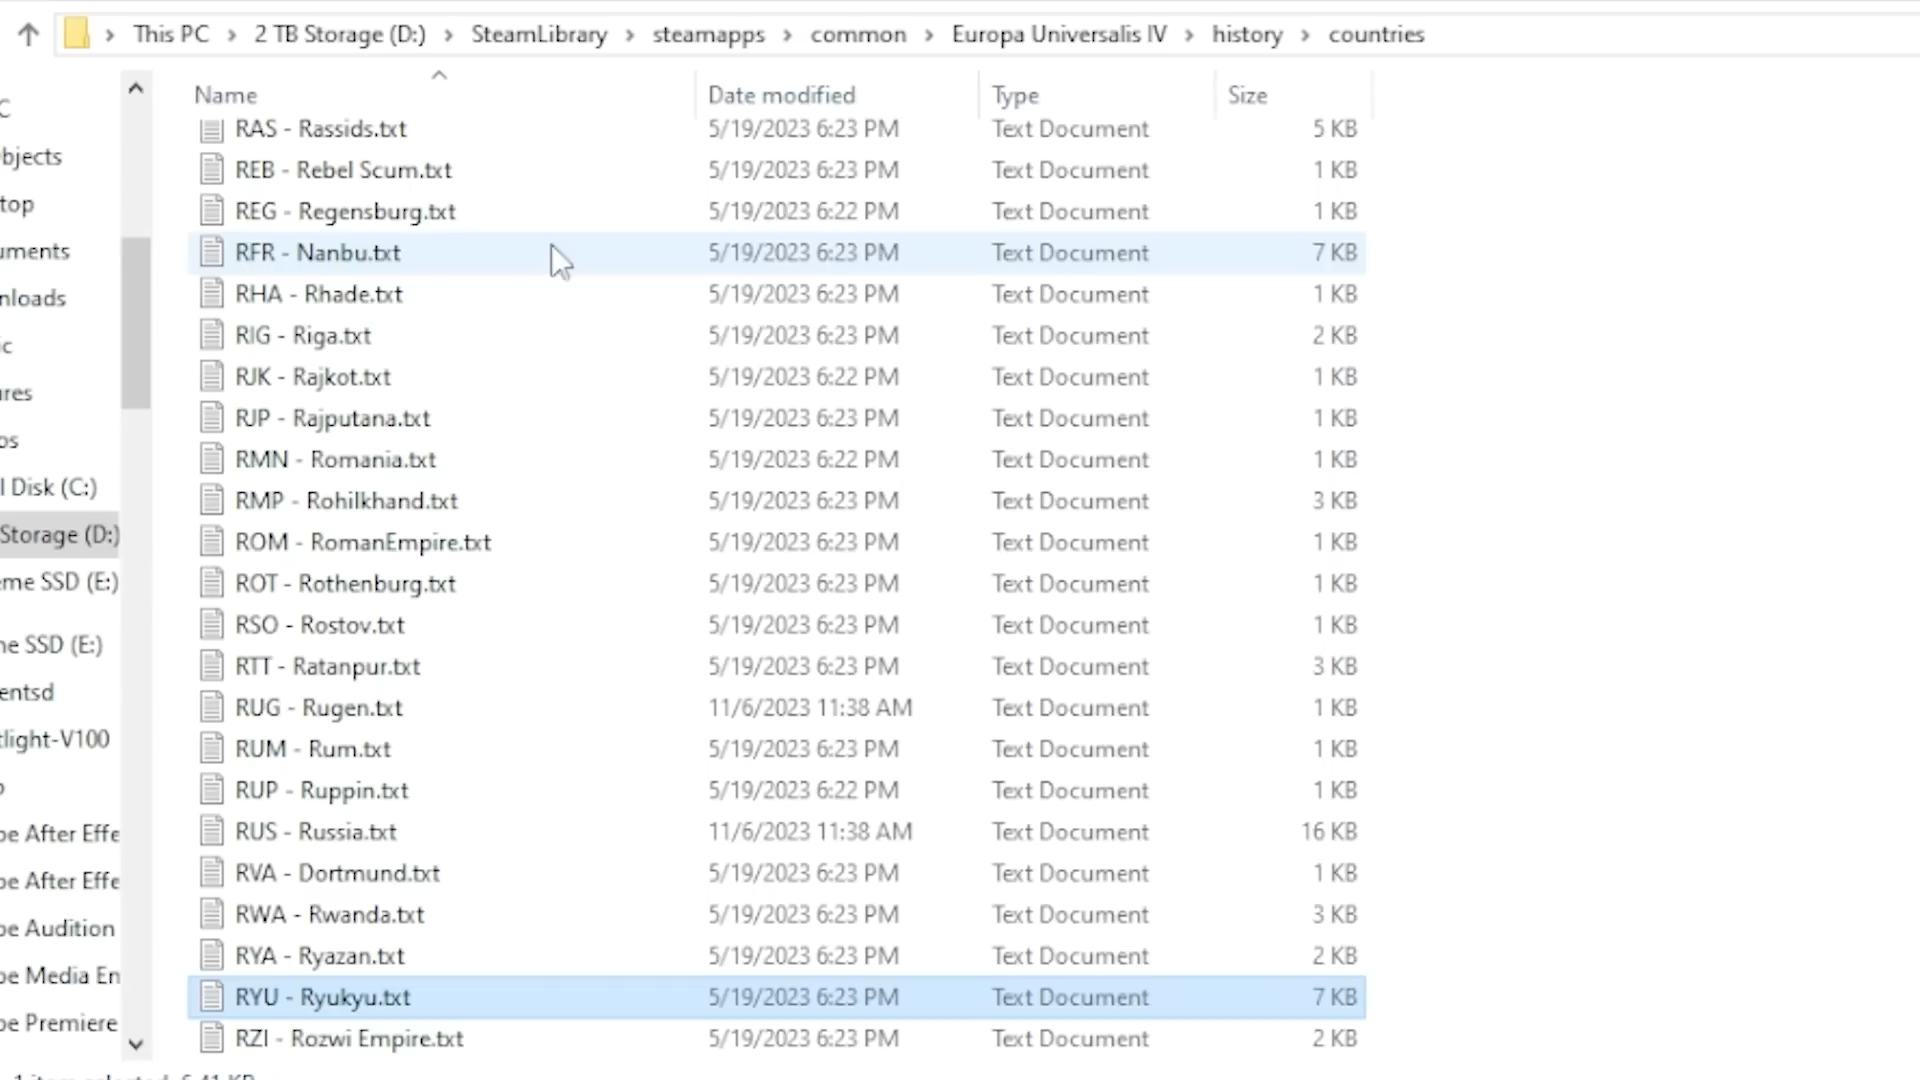 This PC › 2 TB Storage (D:) › SteamLibrary › steamapps › common › Europa Universalis IV › history › countries
Name Date modified Type Size
RAS - Rassids.txt 5/19/2023 6:23 PM Text Document 5 KB
C
REB - Rebel Scum.txt 5/19/2023 6:23 PM Text Document 1 KB
bjects
REG - Regensburg.txt 5/19/2023 6:22 PM Text Document 1 KB
top
RFR - Nanbu.txt 5/19/2023 6:23 PM Text Document 7 KB
uments
RHA - Rhade.txt 5/19/2023 6:23 PM Text Document 1 KB
nloads
RIG - Riga.txt 5/19/2023 6:23 PM Text Document 2 KB
ic
RJK - Rajkot.txt 5/19/2023 6:22 PM Text Document 1 KB
ures
RJP - Rajputana.txt 5/19/2023 6:23 PM Text Document 1 KB
os
RMN - Romania.txt 5/19/2023 6:22 PM Text Document 1 KB
l Disk (C:)
RMP - Rohilkhand.txt 5/19/2023 6:23 PM Text Document 3 KB
Storage (D:)
ROM - RomanEmpire.txt 5/19/2023 6:23 PM Text Document 1 KB
eme SSD (E:)
ROT - Rothenburg.txt 5/19/2023 6:23 PM Text Document 1 KB
RSO - Rostov.txt 5/19/2023 6:23 PM Text Document 1 KB
ne SSD (E:)
RTT - Ratanpur.txt 5/19/2023 6:23 PM Text Document 3 KB
entsd
RUG - Rugen.txt 11/6/2023 11:38 AM Text Document 1 KB
tlight-V100
RUM - Rum.txt 5/19/2023 6:23 PM Text Document 1 KB
RUP - Ruppin.txt 5/19/2023 6:22 PM Text Document 1 KB
RUS - Russia.txt 11/6/2023 11:38 AM Text Document 16 KB
be After Effe
RVA - Dortmund.txt 5/19/2023 6:23 PM Text Document 1 KB
be After Effe
RWA - Rwanda.txt 5/19/2023 6:23 PM Text Document 3 KB
be Audition
RYA - Ryazan.txt 5/19/2023 6:23 PM Text Document 2 KB
be Media En
RYU - Ryukyu.txt 5/19/2023 6:23 PM Text Document 7 KB
be Premiere
RZI - Rozwi Empire.txt 5/19/2023 6:23 PM Text Document 2 KB
1 item selected 6.41 KB